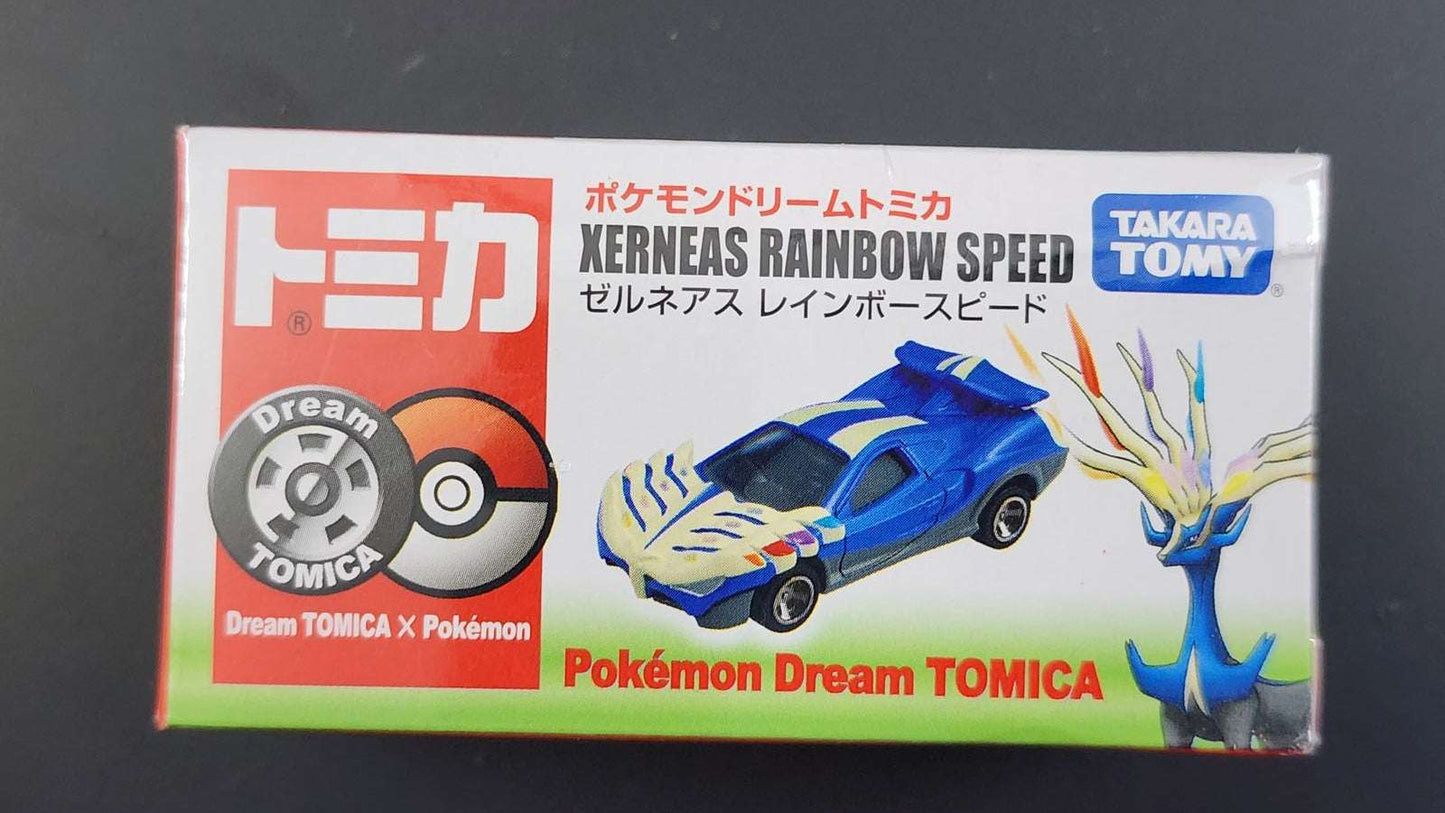 トミカ
®
Dream
TOMICA
Dream TOMICA X Pokémon
ポケモンドリームトミカ
XERNEAS RAINBOW SPEED
ゼルネアス レインボースピード
TAKARA
TOMY
®
Pokémon Dream TOMICA